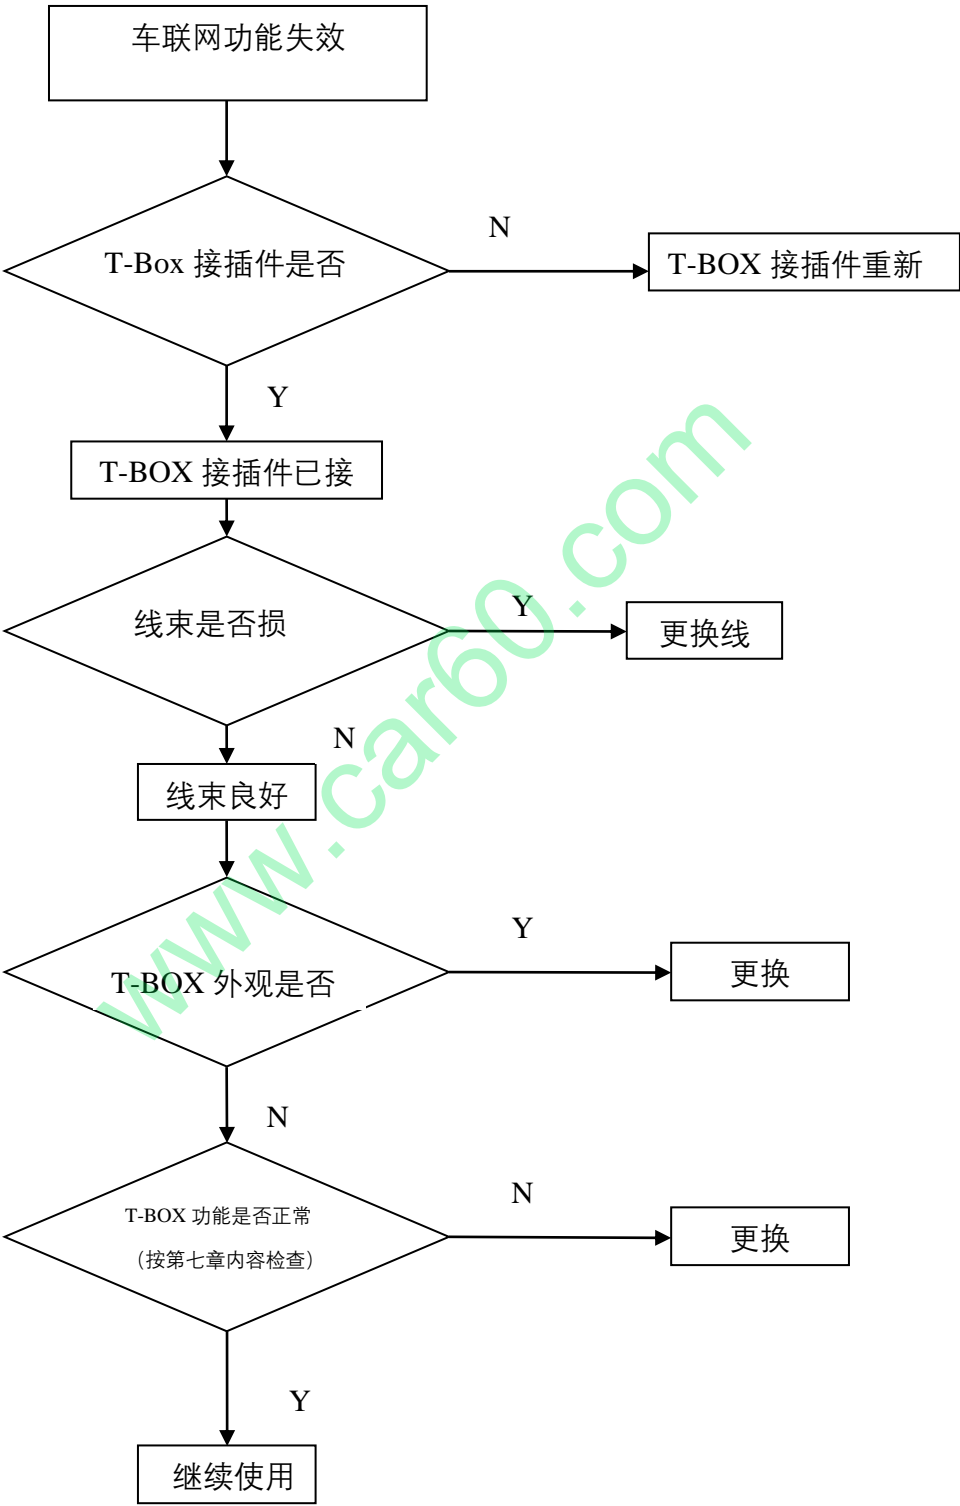 车联网功能失效
T-Box 接插件是否
N
T-BOX 接插件重新
Y
T-BOX 接插件已接
线束是否损
Y
更换线
N
线束良好
T-BOX 外观是否
Y
更换
N
T-BOX 功能是否正常
（按第七章内容检查）
N
更换
Y
继续使用
www.car60.com